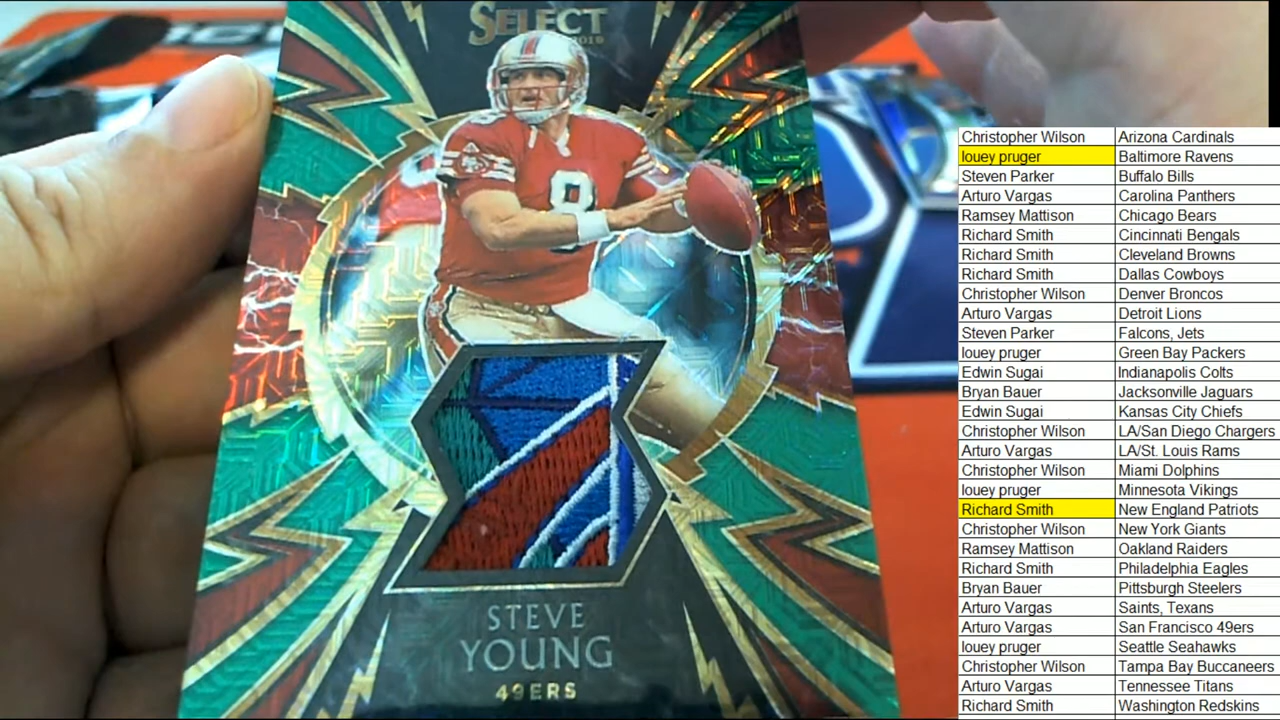 SELECT
2018
8
STEVE
YOUNG
49ERS
Christopher Wilson Arizona Cardinals
louey pruger Baltimore Ravens
Steven Parker Buffalo Bills
Arturo Vargas Carolina Panthers
Ramsey Mattison Chicago Bears
Richard Smith Cincinnati Bengals
Richard Smith Cleveland Browns
Richard Smith Dallas Cowboys
Christopher Wilson Denver Broncos
Arturo Vargas Detroit Lions
Steven Parker Falcons, Jets
louey pruger Green Bay Packers
Edwin Sugai Indianapolis Colts
Bryan Bauer Jacksonville Jaguars
Edwin Sugai Kansas City Chiefs
Christopher Wilson LA/San Diego Chargers
Arturo Vargas LA/St. Louis Rams
Christopher Wilson Miami Dolphins
louey pruger Minnesota Vikings
Richard Smith New England Patriots
Christopher Wilson New York Giants
Ramsey Mattison Oakland Raiders
Richard Smith Philadelphia Eagles
Bryan Bauer Pittsburgh Steelers
Arturo Vargas Saints, Texans
Arturo Vargas San Francisco 49ers
louey pruger Seattle Seahawks
Christopher Wilson Tampa Bay Buccaneers
Arturo Vargas Tennessee Titans
Richard Smith Washington Redskins